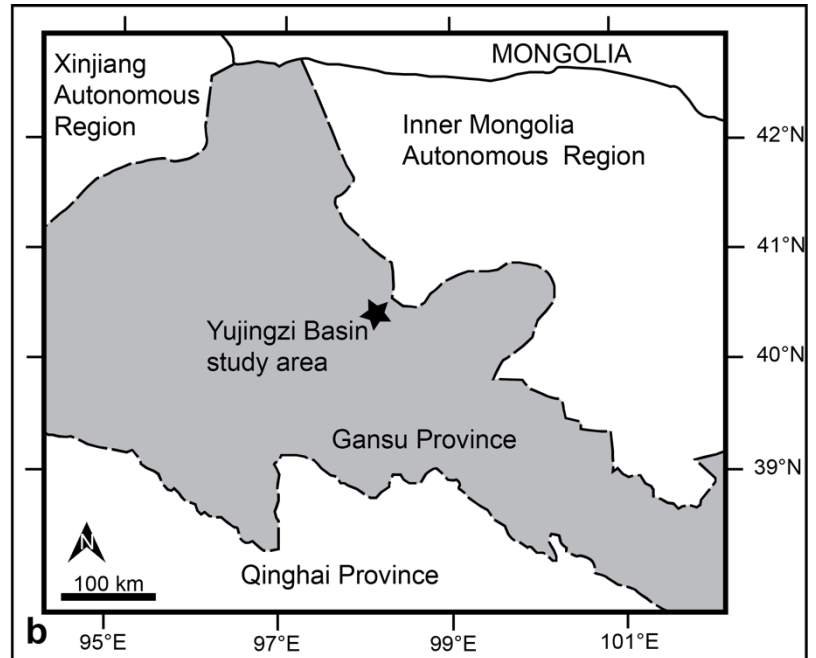 MONGOLIA
Xinjiang
Autonomous
Region
Inner Mongolia
Autonomous Region
42°N
41°N
Yujingzi Basin
study area
40°N
Gansu Province
39°N
N
100 km
Qinghai Province
b
95°E
97°E
99°E
101°E